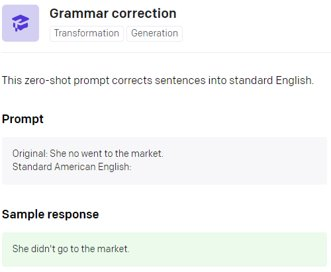 Grammar correction
Transformation Generation
This zero-shot prompt corrects sentences into standard English.
Prompt
Original: She no went to the market.
Standard American English:
Sample response
She didn't go to the market.